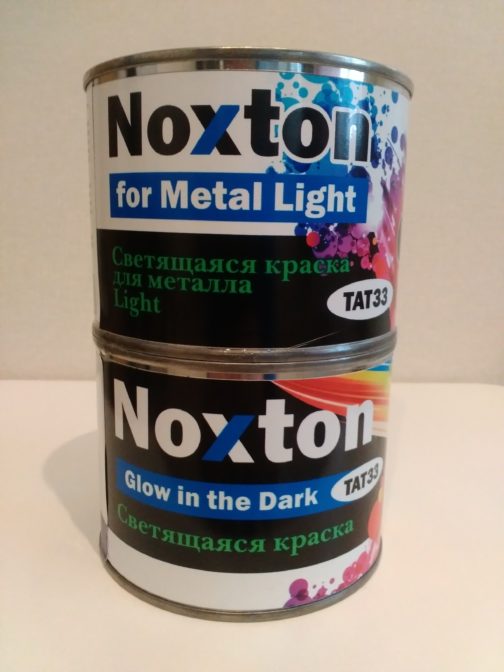 Noxton
for Metal Light
Светящаяся краска
для металла
Light
TAT33
Noxton
Glow in the Dark
TAT33
Светящаяся краска